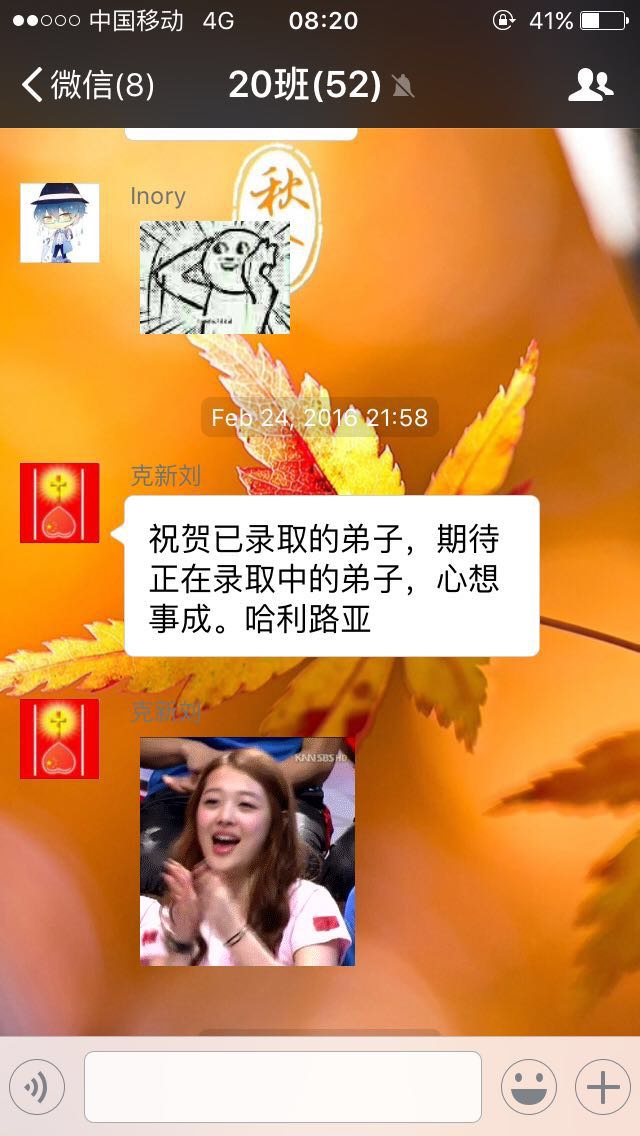 中国移动 4G 08:20 41%
微信(8) 20班(52)
秋
Inory
Feb 24, 2016 21:58
克新刘
祝贺已录取的弟子，期待
正在录取中的弟子，心想
事成。哈利路亚
克新刘